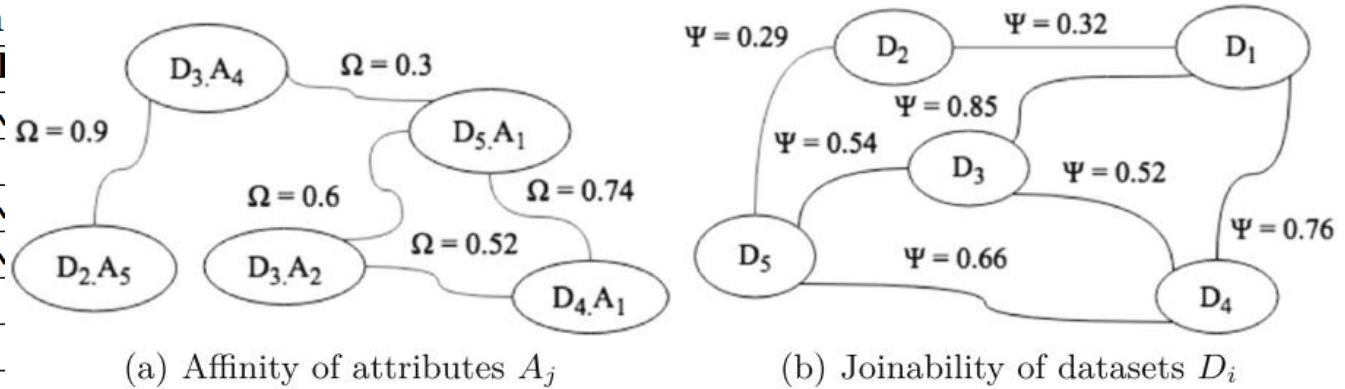 D₃.A₄
Ω = 0.3
Ω = 0.9
D₅.A₁
Ω = 0.6
Ω = 0.74
Ω = 0.52
D₂.A₅
D₃.A₂
D₄.A₁
(a) Affinity of attributes Aⱼ
Ψ = 0.29
D₂
Ψ = 0.32
D₁
Ψ = 0.85
Ψ = 0.54
D₃
Ψ = 0.52
Ψ = 0.76
D₅
Ψ = 0.66
D₄
(b) Joinability of datasets Dᵢ